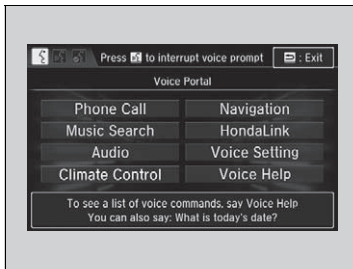 Press to interrupt voice prompt
: Exit
Voice Portal
Phone Call
Navigation
Music Search
HondaLink
Audio
Voice Setting
Climate Control
Voice Help
To see a list of voice commands, say Voice Help
You can also say: What is today's date?